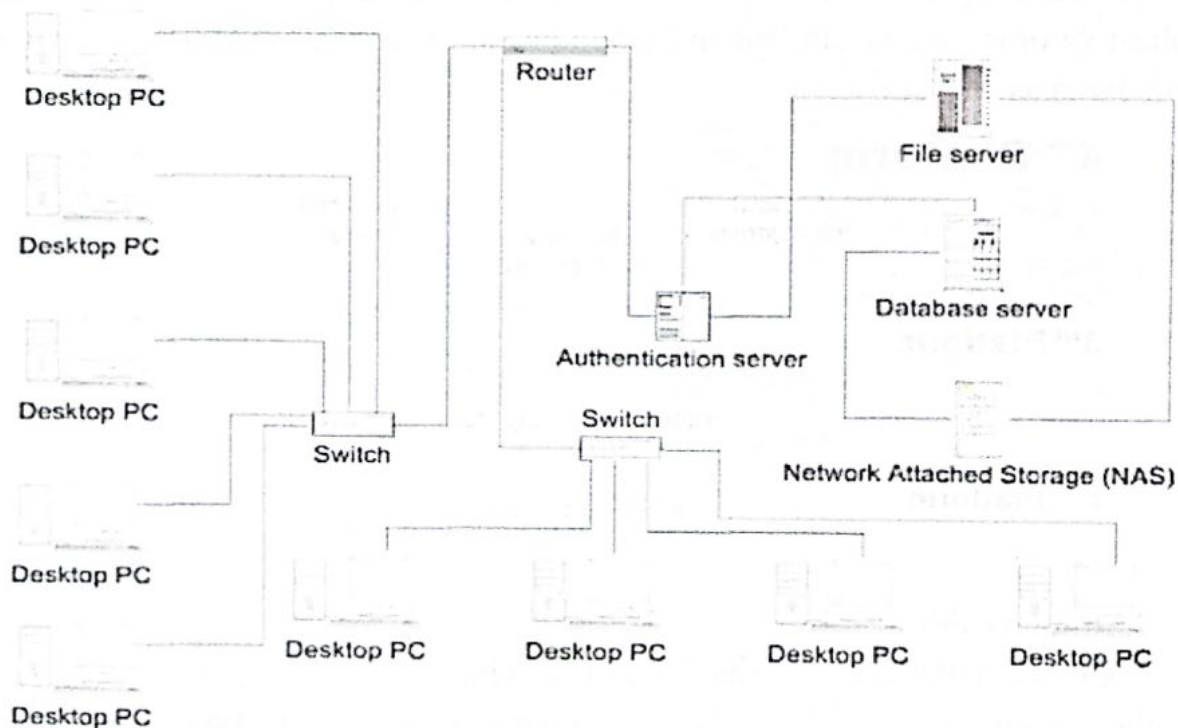 Desktop PC
Router
File server
Desktop PC
Database server
Authentication server
Desktop PC
Switch
Switch
Network Attached Storage (NAS)
Desktop PC
Desktop PC
Desktop PC
Desktop PC
Desktop PC
Desktop PC